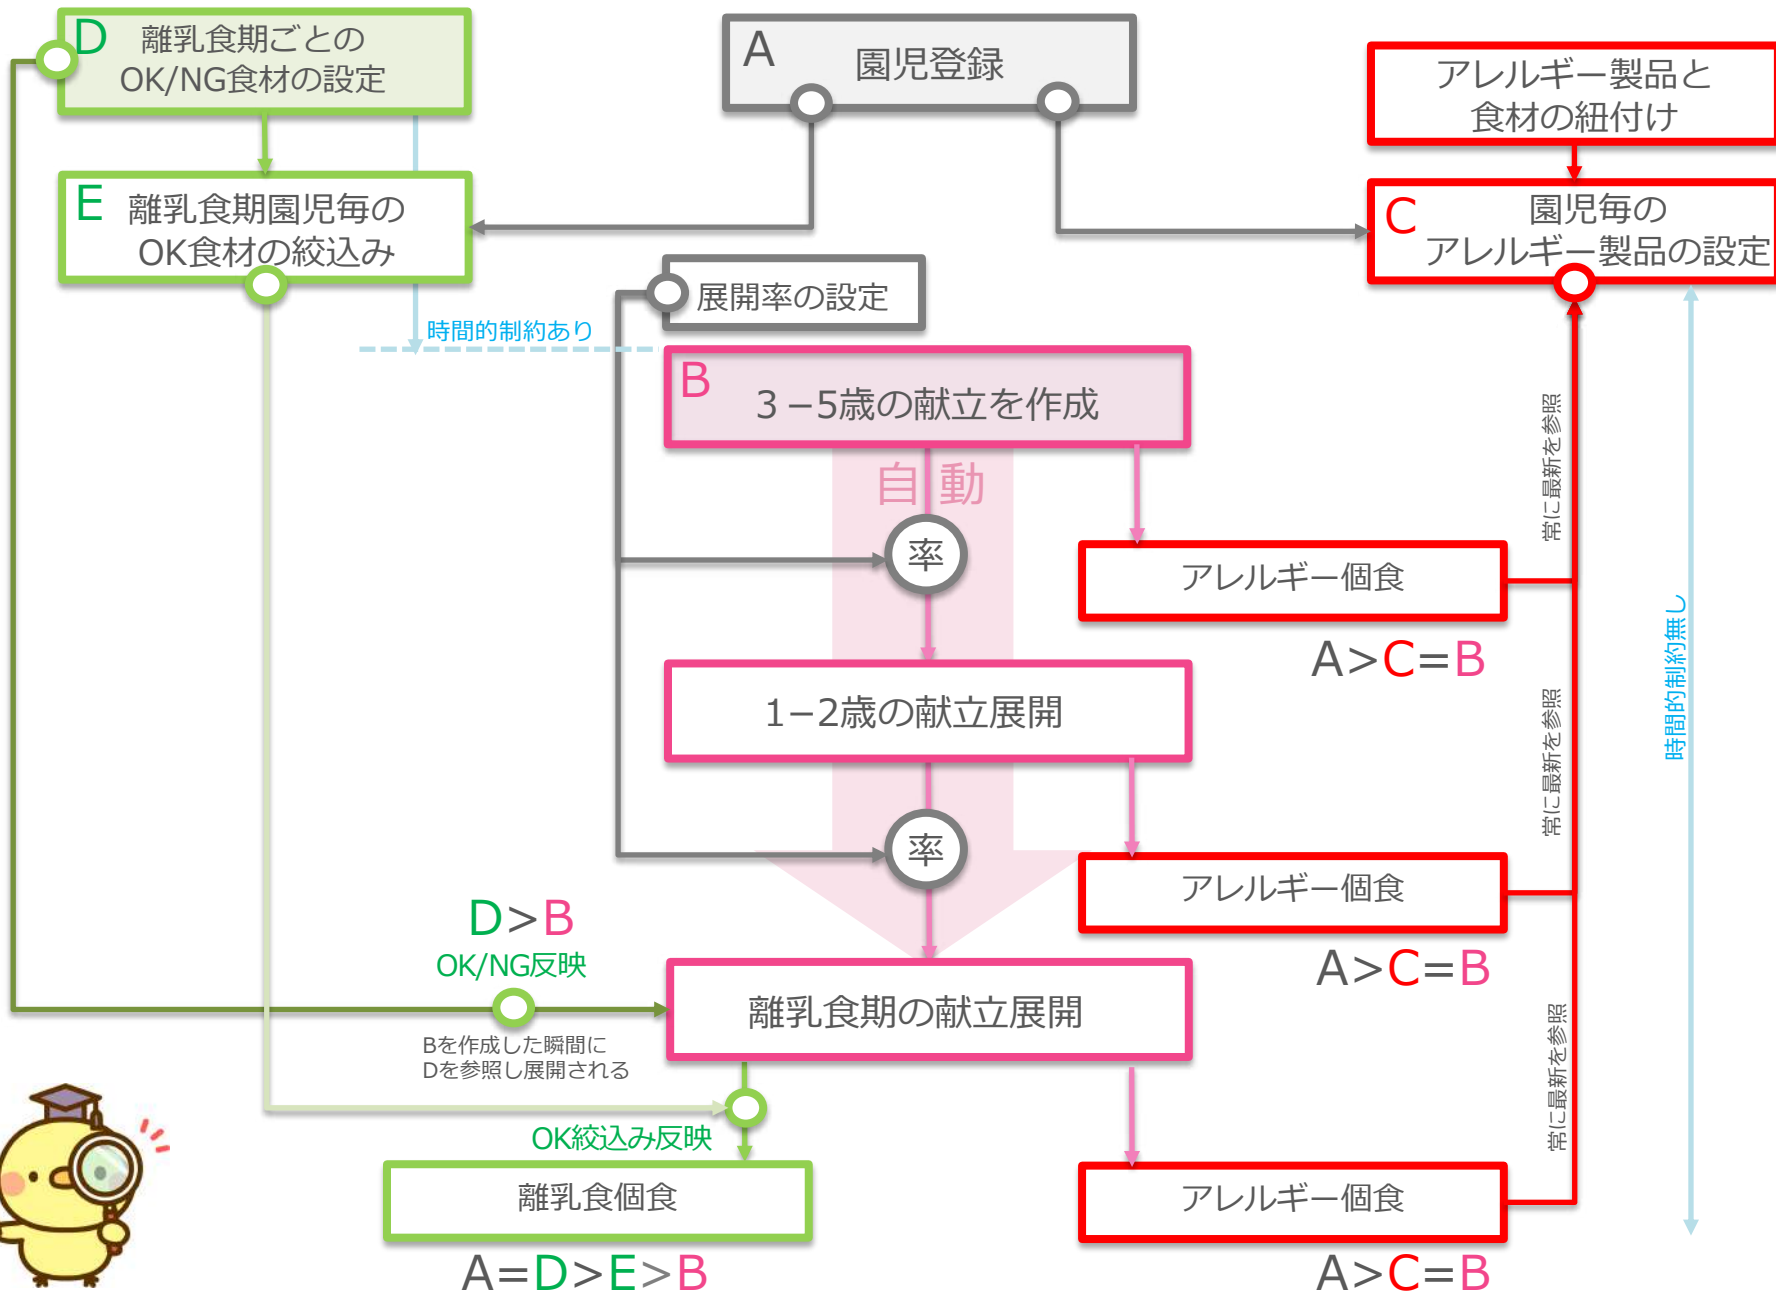 D
離乳食期ごとの
OK/NG食材の設定
A
園児登録
アレルギー製品と
食材の紐付け
E
離乳食期園児毎の
OK食材の絞込み
C
園児毎の
アレルギー製品の設定
展開率の設定
時間的制約あり
B
３−5歳の献立を作成
自動
常に最新を参照
率
アレルギー個食
A>C=B
時間的制約無し
1−2歳の献立展開
常に最新を参照
率
アレルギー個食
A>C=B
D>B
OK/NG反映
離乳食期の献立展開
Bを作成した瞬間に
Dを参照し展開される
常に最新を参照
OK絞込み反映
離乳食個食
アレルギー個食
A=D>E>B
A>C=B